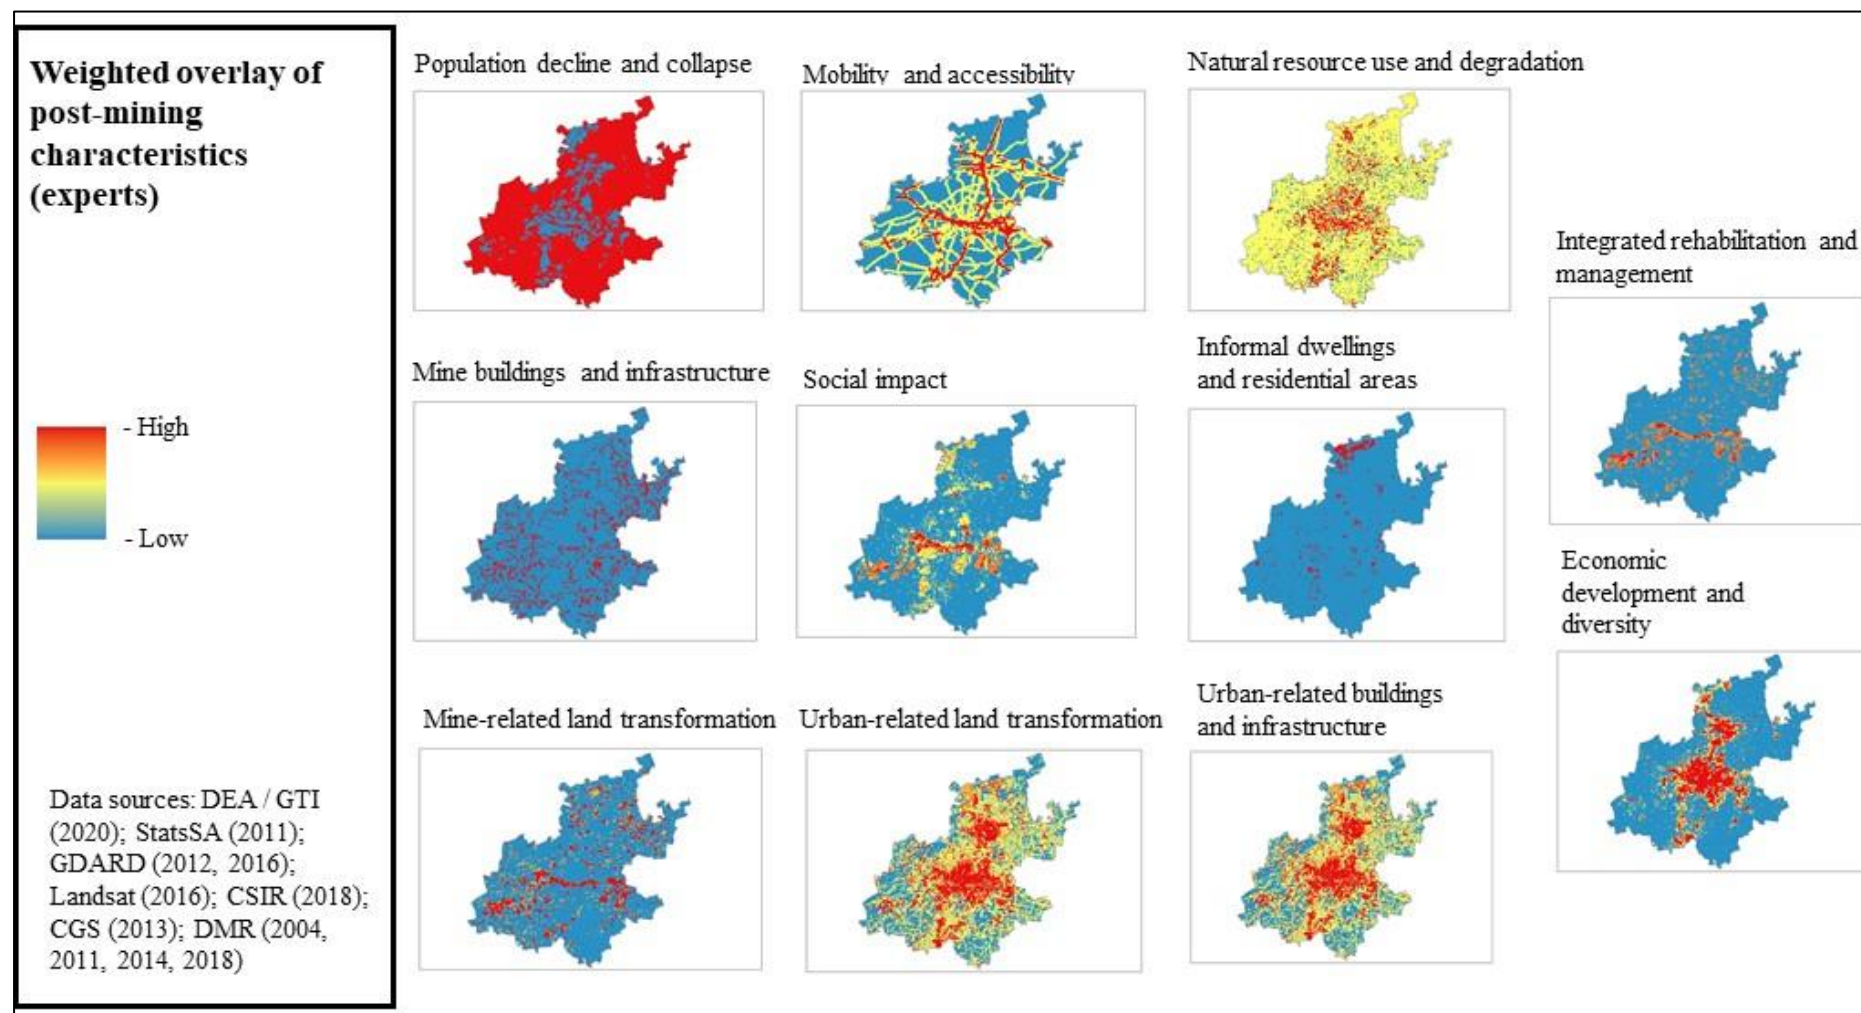 Weighted overlay of
post-mining
characteristics
(experts)
- High
- Low
Data sources: DEA / GTI
(2020); StatsSA (2011);
GDARD (2012, 2016);
Landsat (2016); CSIR (2018);
CGS (2013); DMR (2004,
2011, 2014, 2018)
Population decline and collapse
Mobility and accessibility
Natural resource use and degradation
Integrated rehabilitation and
management
Mine buildings and infrastructure
Social impact
Informal dwellings
and residential areas
Economic
development and
diversity
Mine-related land transformation
Urban-related land transformation
Urban-related buildings
and infrastructure